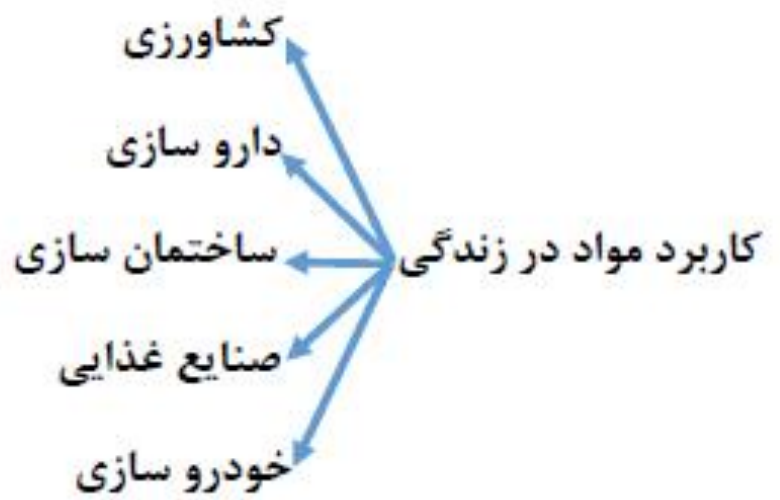 کاربرد مواد در زندگی
کشاورزی
دارو سازی
ساختمان سازی
صنایع غذایی
خودرو سازی